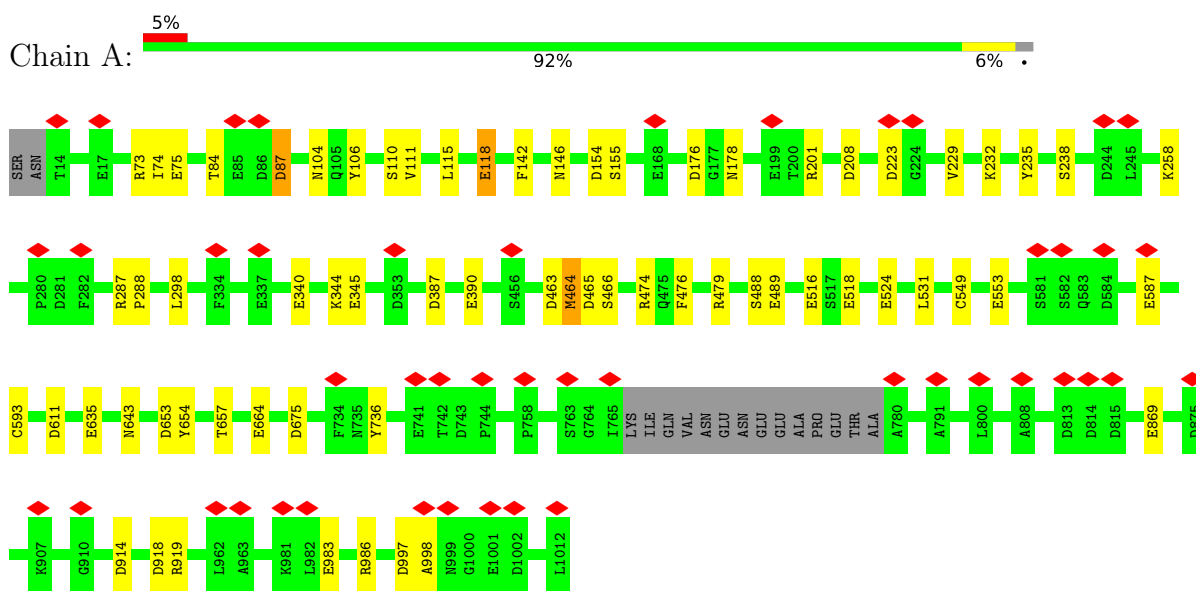 5%
Chain A:
92% 6% •
SER ASN T14 E17 R73 I74 E75 T84 E85 D86 D87 N104 Q105 Y106 S110 V111 L115 E118 F142 N146 D154 S155 E168 D176 G177 N178 E199 T200 R201 D208 D223 G224 V229 K232 Y235 S238 D244 L245 K258
P280 D281 F282 R287 P288 L298 F334 E337 E340 K344 E345 D353 D387 E390 S456 D463 M464 D465 S466 R474 Q475 F476 R479 S488 E489 E516 S517 E518 E524 L531 C549 E553 S581 S582 Q583 D584 E587
C593 D611 E635 N643 D653 Y654 T657 E664 D675 F734 N735 Y736 E741 T742 D743 P744 P758 S763 G764 I765 LYS ILE GLN VAL ASN GLU ASN GLU GLU ALA PRO GLU THR ALA A780 A791 L800 A808 D813 D814 D815 E869 D875
K907 G910 D914 D918 R919 L962 A963 K981 L982 E983 R986 D997 A998 N999 G1000 E1001 D1002 L1012